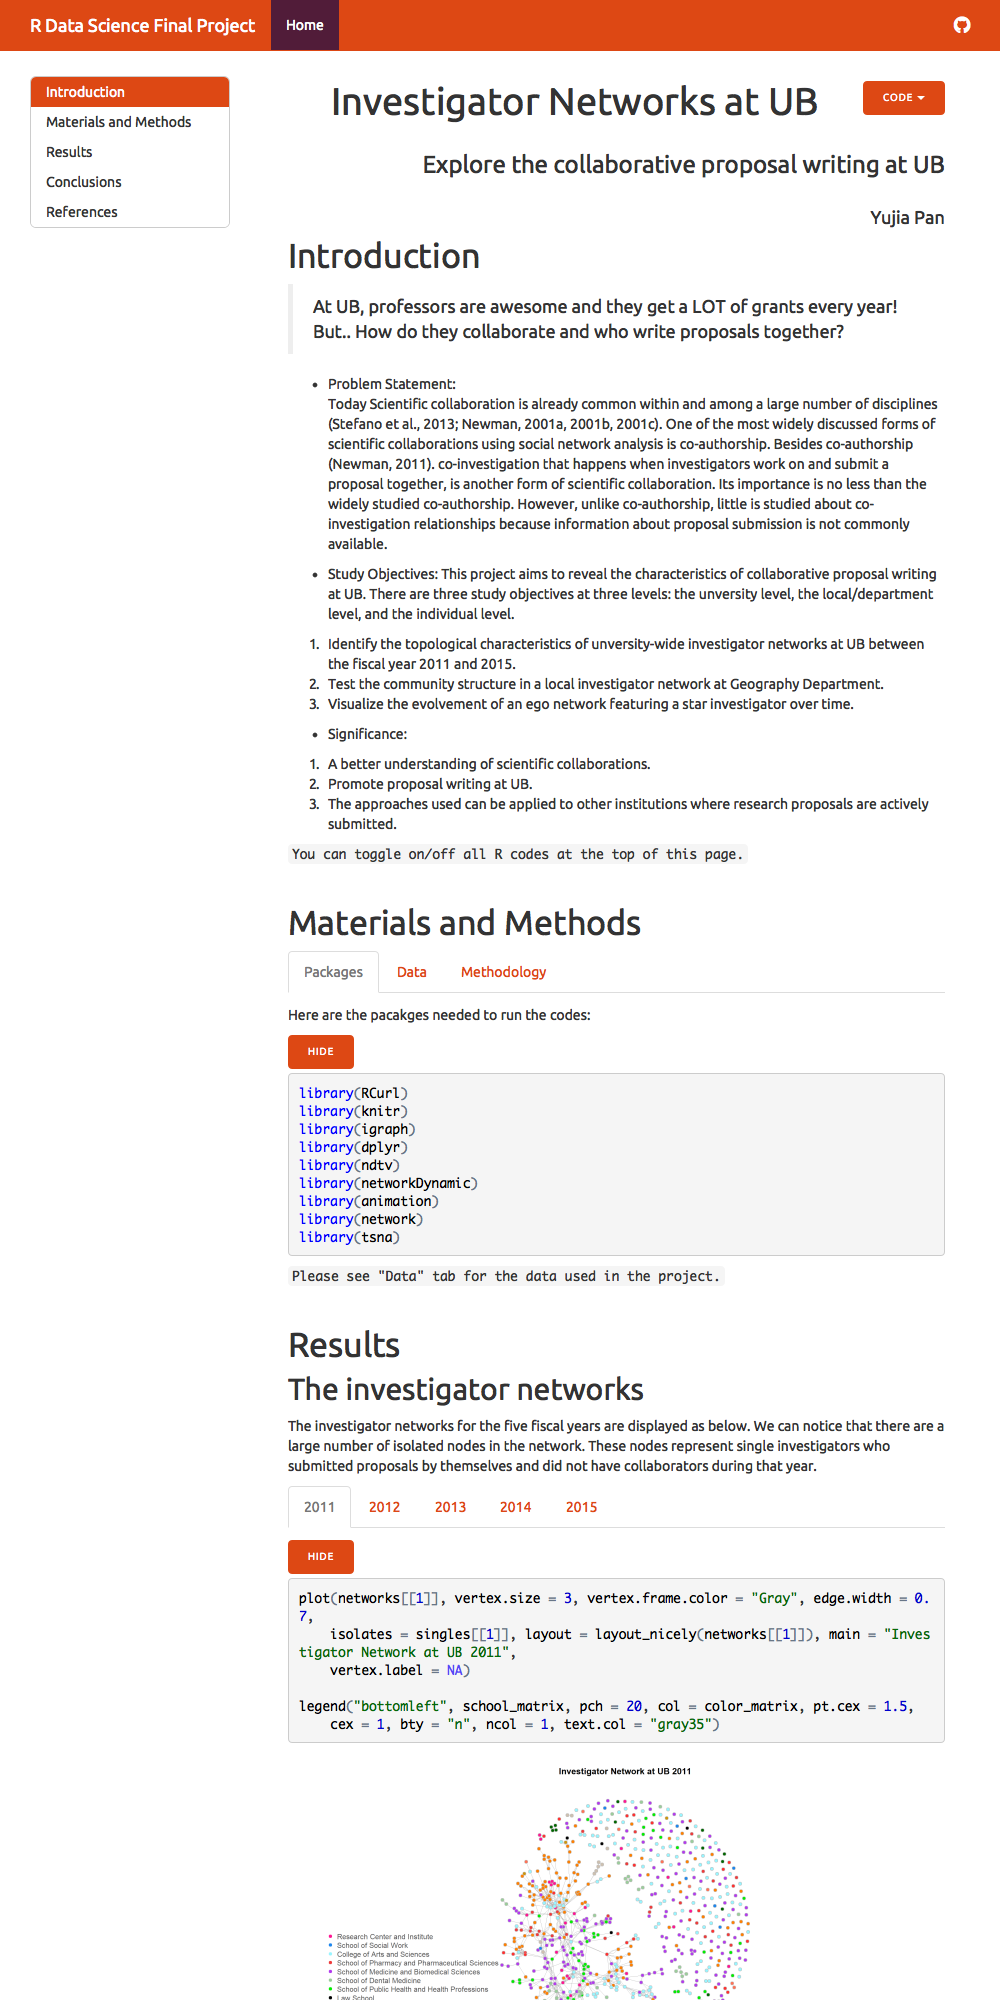 R Data Science Final Project
Home
Introduction
Materials and Methods
Results
Conclusions
References
Investigator Networks at UB
CODE
Explore the collaborative proposal writing at UB
Yujia Pan
Introduction
At UB, professors are awesome and they get a LOT of grants every year!
But.. How do they collaborate and who write proposals together?
• Problem Statement:
Today Scientific collaboration is already common within and among a large number of disciplines
(Stefano et al., 2013; Newman, 2001a, 2001b, 2001c). One of the most widely discussed forms of
scientific collaborations using social network analysis is co-authorship. Besides co-authorship
(Newman, 2011). co-investigation that happens when investigators work on and submit a
proposal together, is another form of scientific collaboration. Its importance is no less than the
widely studied co-authorship. However, unlike co-authorship, little is studied about co-
investigation relationships because information about proposal submission is not commonly
available.
• Study Objectives: This project aims to reveal the characteristics of collaborative proposal writing
at UB. There are three study objectives at three levels: the unversity level, the local/department
level, and the individual level.
1. Identify the topological characteristics of unversity-wide investigator networks at UB between
the fiscal year 2011 and 2015.
2. Test the community structure in a local investigator network at Geography Department.
3. Visualize the evolvement of an ego network featuring a star investigator over time.
• Significance:
1. A better understanding of scientific collaborations.
2. Promote proposal writing at UB.
3. The approaches used can be applied to other institutions where research proposals are actively
submitted.
You can toggle on/off all R codes at the top of this page.
Materials and Methods
Packages Data Methodology
Here are the pacakges needed to run the codes:
HIDE
library(RCurl)
library(knitr)
library(igraph)
library(dplyr)
library(ndtv)
library(networkDynamic)
library(animation)
library(network)
library(tsna)
Please see "Data" tab for the data used in the project.
Results
The investigator networks
The investigator networks for the five fiscal years are displayed as below. We can notice that there are a
large number of isolated nodes in the network. These nodes represent single investigators who
submitted proposals by themselves and did not have collaborators during that year.
2011 2012 2013 2014 2015
HIDE
plot(networks[[1]], vertex.size = 3, vertex.frame.color = "Gray", edge.width = 0.
7,
isolates = singles[[1]], layout = layout_nicely(networks[[1]]), main = "Inves
tigator Network at UB 2011",
vertex.label = NA)
legend("bottomleft", school_matrix, pch = 20, col = color_matrix, pt.cex = 1.5,
cex = 1, bty = "n", ncol = 1, text.col = "gray35")
Investigator Network at UB 2011
Research Center and Institute
School of Social Work
College of Arts and Sciences
School of Pharmacy and Pharmaceutical Sciences
School of Medicine and Biomedical Sciences
School of Dental Medicine
School of Public Health and Health Professions
Law School